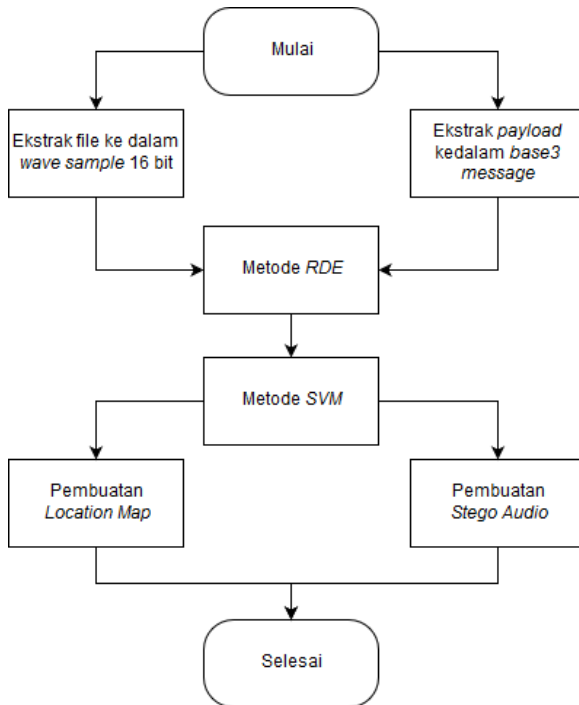 Mulai
Ekstrak file ke dalam
wave sample 16 bit
Ekstrak payload
kedalam base3
message
Metode RDE
Metode SVM
Pembuatan
Location Map
Pembuatan
Stego Audio
Selesai